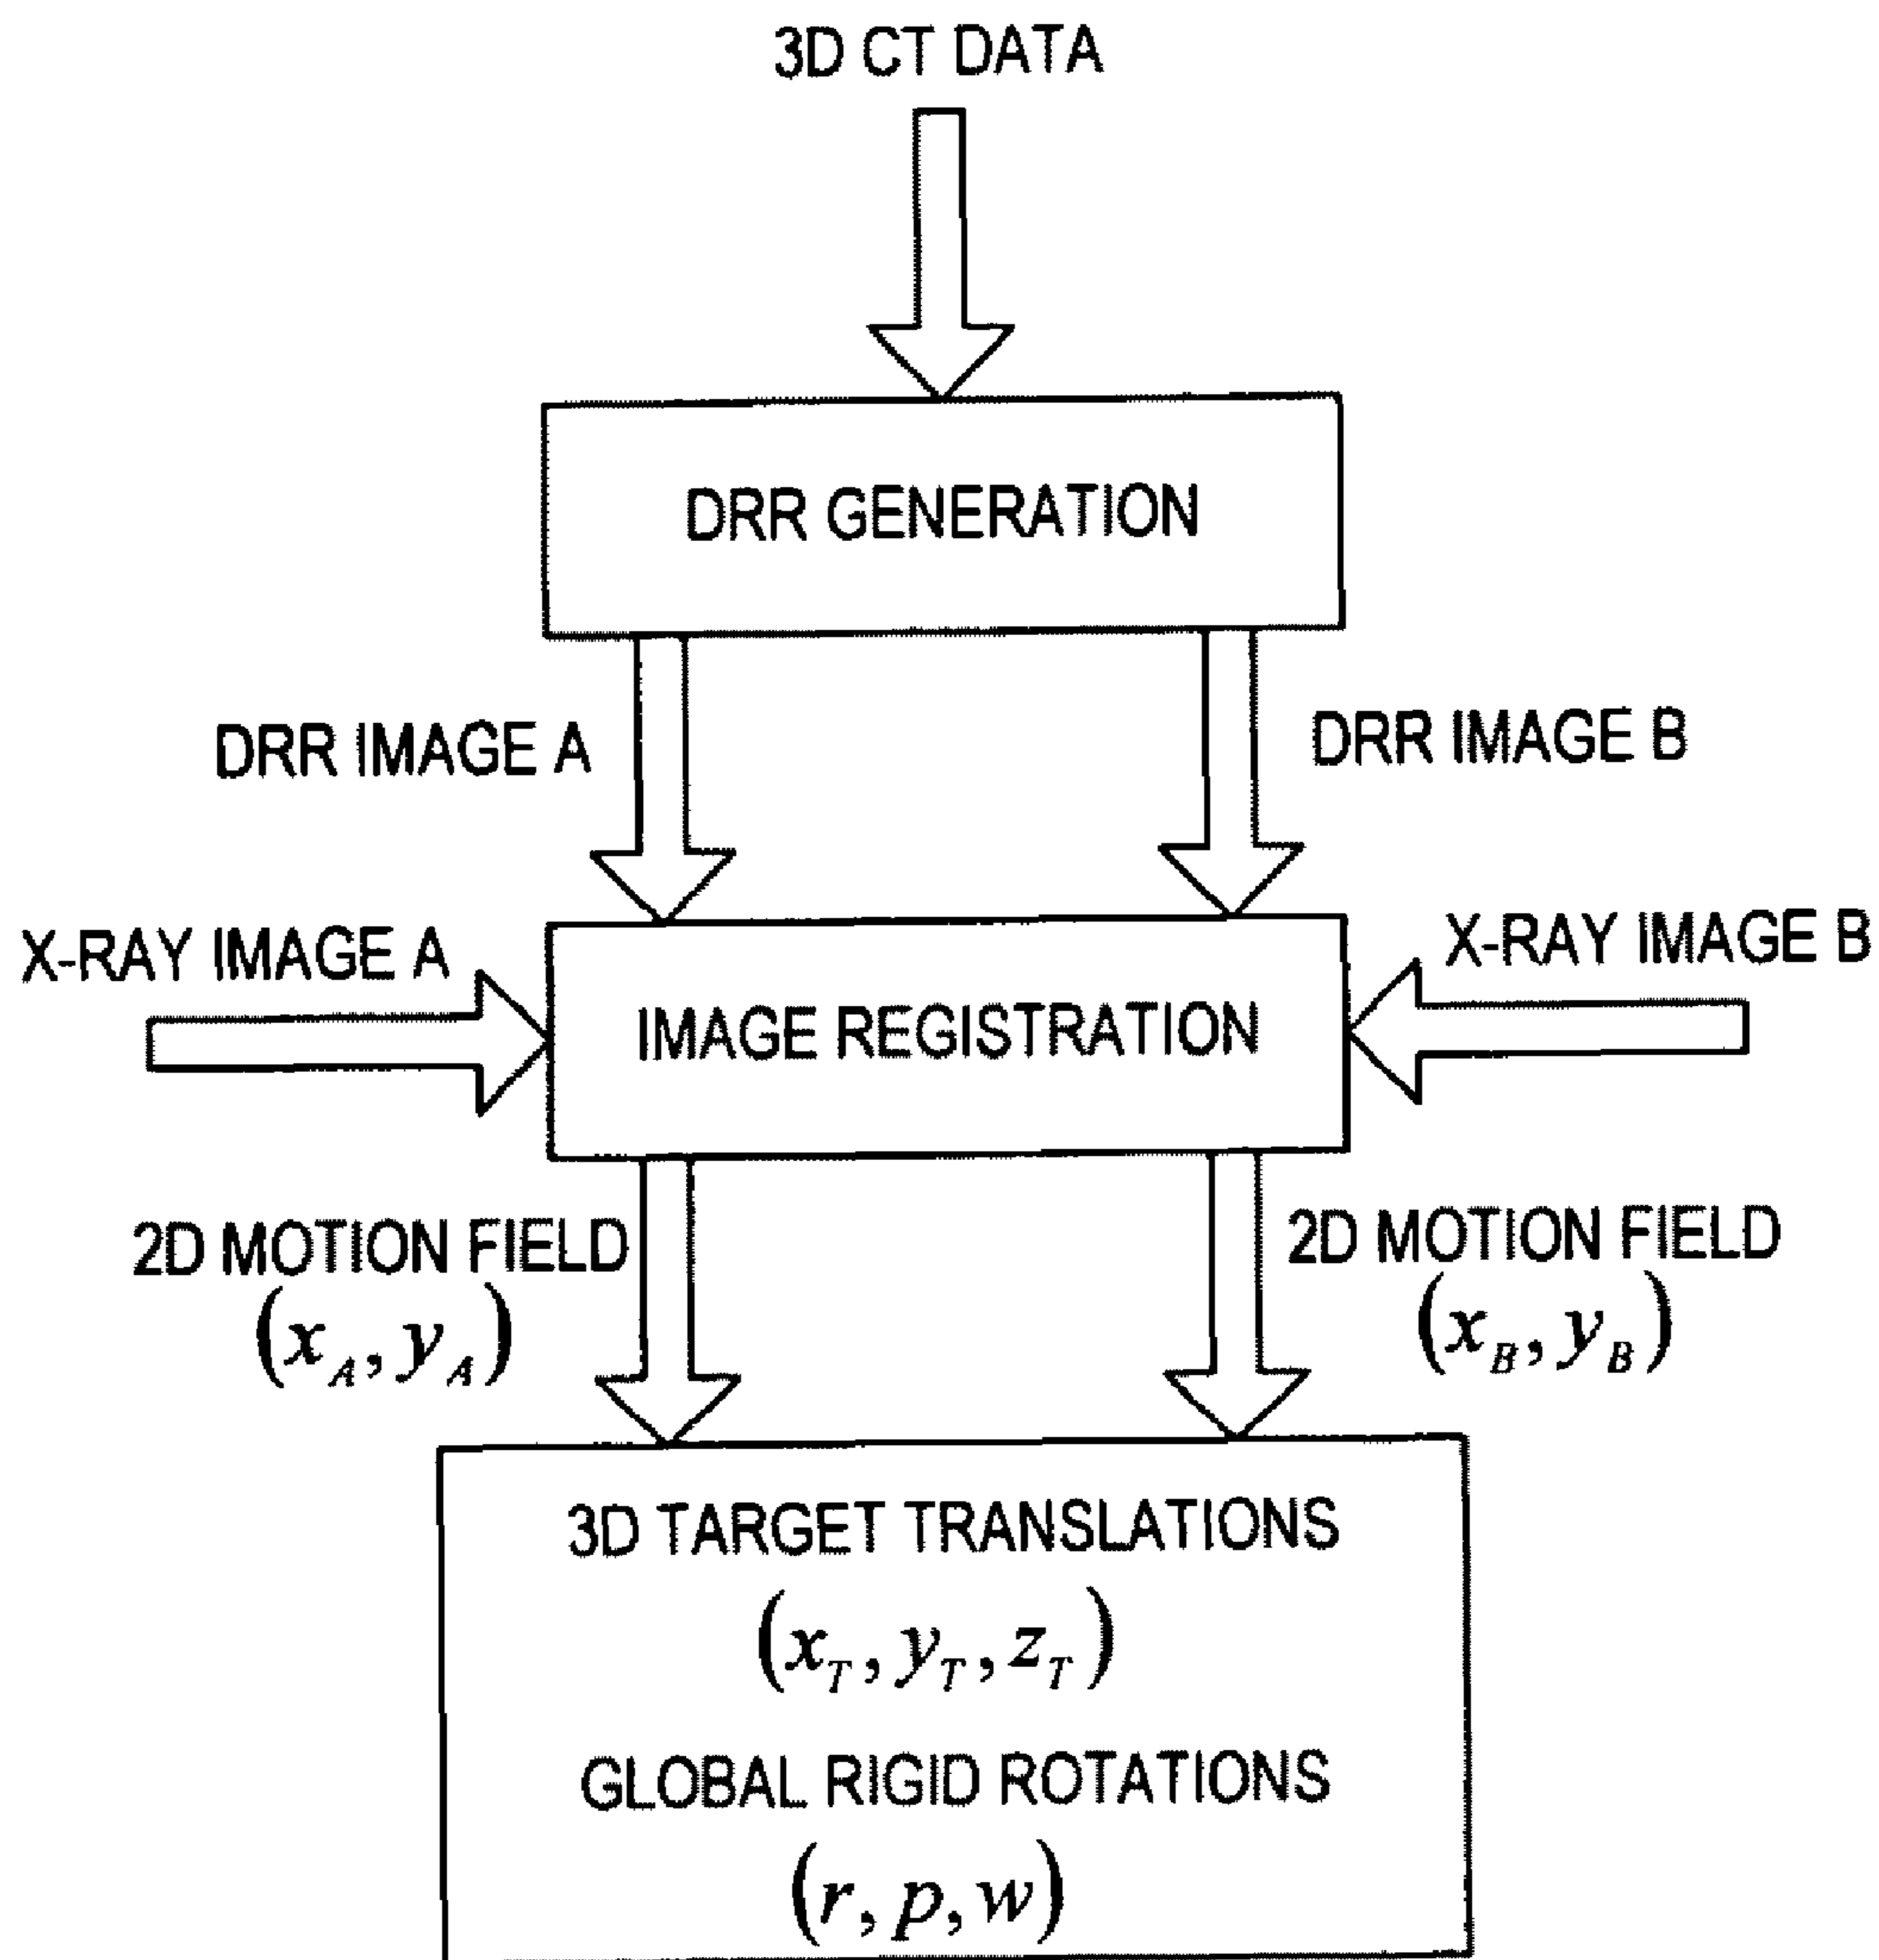 3D CT DATA
DRR GENERATION
DRR IMAGE A
DRR IMAGE B
X-RAY IMAGE A
X-RAY IMAGE B
IMAGE REGISTRATION
2D MOTION FIELD
(x_A, y_A)
2D MOTION FIELD
(x_B, y_B)
3D TARGET TRANSLATIONS
(x_T, y_T, z_T)
GLOBAL RIGID ROTATIONS
(r, p, w)